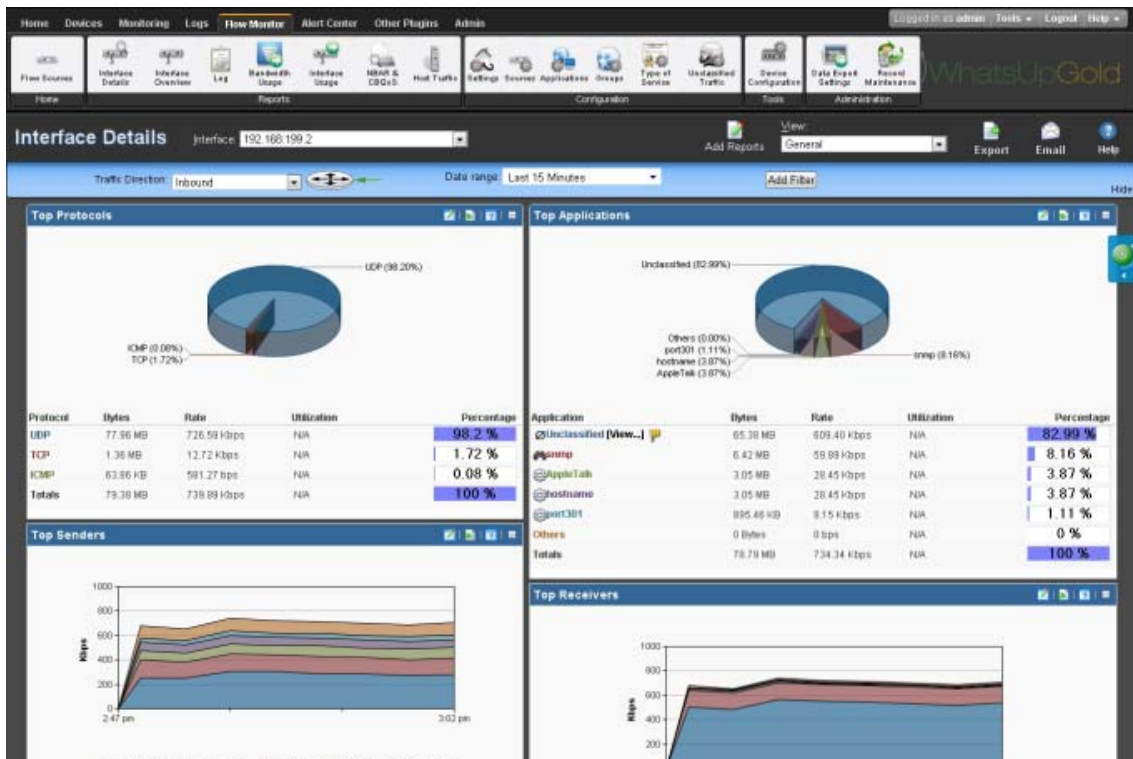 Home Devices Monitoring Logs Flow Monitor Alert Center Other Plugins Admin
Logged in as admin Tools Logout Help
Flow Sources
Interface Details
Interface Overview
Log
Bandwidth Usage
Interface Usage
NBAR & CBQoS
Host Traffic
Settings
Sources
Applications
Groups
Type of Service
Unclassified Traffic
Device Configuration
Data Export Settings
Record Maintenance
WhatsUpGold
Home Reports Configuration Tools Administration
Interface Details Interface: 192.168.199.2
Add Reports
View:
General
Export Email Help
Traffic Direction: Inbound Date range: Last 15 Minutes Add Filter
Hide
Top Protocols
UDP (98.20%)
ICMP (0.08%)
TCP (1.72%)
Protocol Bytes Rate Utilization Percentage
UDP 77.96 MB 726.59 Kbps N/A 98.2 %
TCP 1.36 MB 12.72 Kbps N/A 1.72 %
ICMP 63.86 KB 581.27 bps N/A 0.08 %
Totals 79.38 MB 739.89 Kbps N/A 100 %
Top Applications
Unclassified (82.99%)
Others (0.00%)
port301 (1.11%)
hostname (3.87%)
AppleTalk (3.87%)
snmp (8.16%)
Application Bytes Rate Utilization Percentage
Unclassified [View...] 65.38 MB 609.40 Kbps N/A 82.99 %
snmp 6.42 MB 59.89 Kbps N/A 8.16 %
AppleTalk 3.05 MB 28.45 Kbps N/A 3.87 %
hostname 3.05 MB 28.45 Kbps N/A 3.87 %
port301 895.46 KB 8.15 Kbps N/A 1.11 %
Others 0 Bytes 0 bps N/A 0 %
Totals 78.79 MB 734.34 Kbps N/A 100 %
Top Senders
1000
800
600
400
200
0
Kbps
2:47 pm 3:02 pm
Top Receivers
1000
800
600
400
200
Kbps